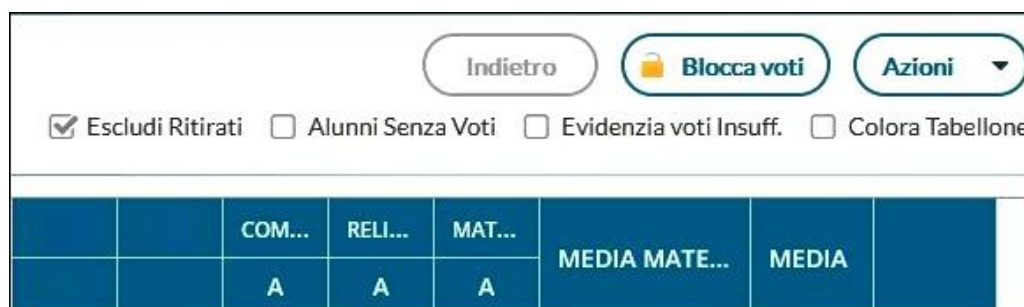 Indietro Blocca voti Azioni
Escludi Ritirati Alunni Senza Voti Evidenzia voti Insuff. Colora Tabellone
COM... RELI... MAT... MEDIA MATE... MEDIA
A A A